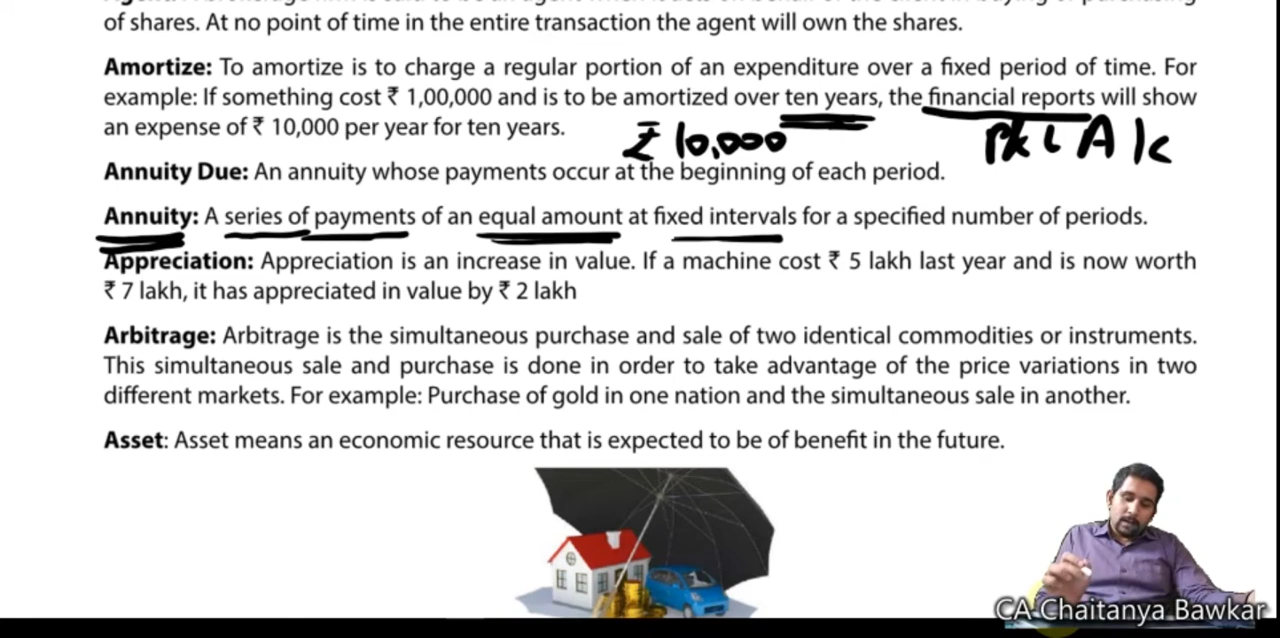 of shares. At no point of time in the entire transaction the agent will own the shares.
Amortize: To amortize is to charge a regular portion of an expenditure over a fixed period of time. For
example: If something cost ₹ 1,00,000 and is to be amortized over ten years, the financial reports will show
an expense of ₹ 10,000 per year for ten years.
₹ 10,000
P&L A/c
Annuity Due: An annuity whose payments occur at the beginning of each period.
Annuity: A series of payments of an equal amount at fixed intervals for a specified number of periods.
Appreciation: Appreciation is an increase in value. If a machine cost ₹ 5 lakh last year and is now worth
₹ 7 lakh, it has appreciated in value by ₹ 2 lakh
Arbitrage: Arbitrage is the simultaneous purchase and sale of two identical commodities or instruments.
This simultaneous sale and purchase is done in order to take advantage of the price variations in two
different markets. For example: Purchase of gold in one nation and the simultaneous sale in another.
Asset: Asset means an economic resource that is expected to be of benefit in the future.
CA Chaitanya Bawkar